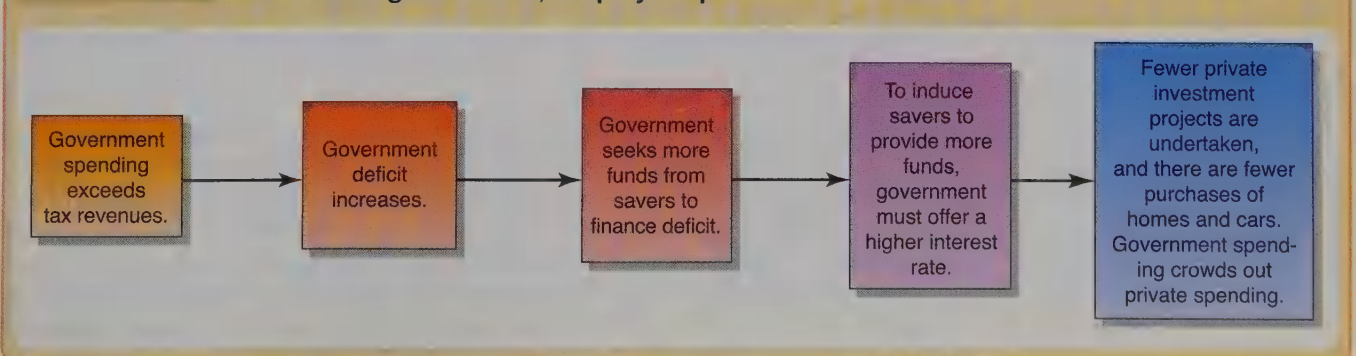 Government
spending
exceeds
tax revenues.
Government
deficit
increases.
Government
seeks more
funds from
savers to
finance deficit.
To induce
savers to
provide more
funds,
government
must offer a
higher interest
rate.
Fewer private
investment
projects are
undertaken,
and there are fewer
purchases of
homes and cars.
Government spend-
ing crowds out
private spending.